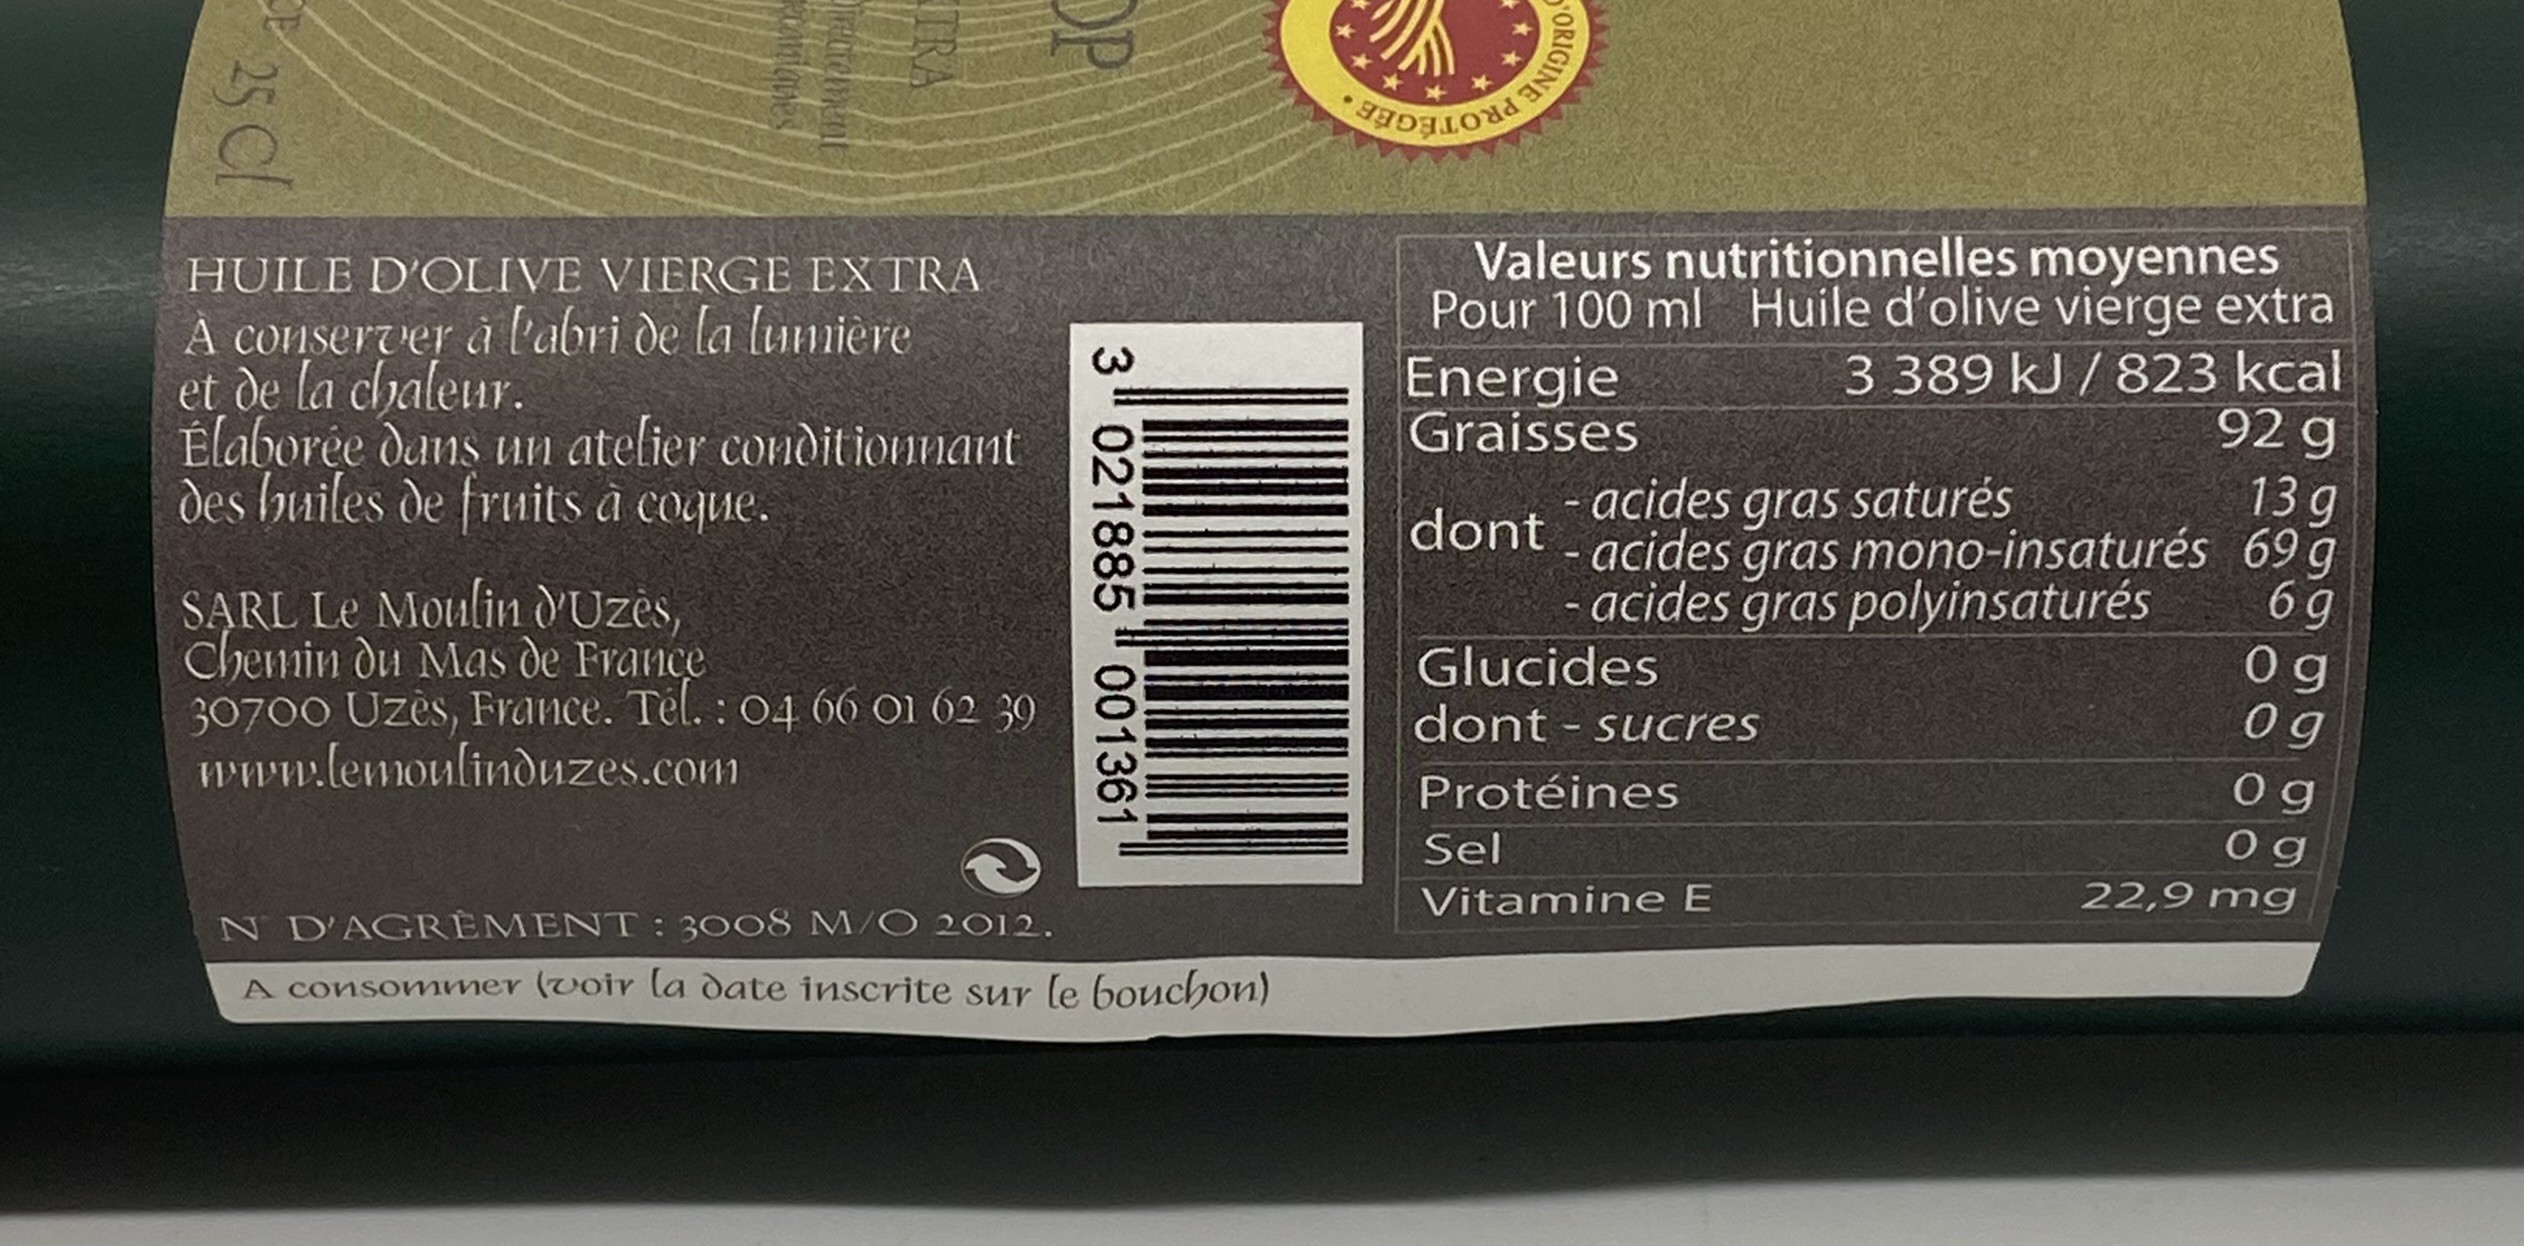 25 Cl
TRA
OP
D'ORIGINE PROTÉGÉE
HUILE D'OLIVE VIERGE EXTRA
À conserver à l'abri de la lumière
et de la chaleur.
Élaborée dans un atelier conditionnant
des huiles de fruits à coque.
SARL Le Moulin d'Uzès,
Chemin du Mas de France
30700 Uzès, France. Tél. : 04 66 01 62 39
www.lemoulinduzes.com
N° D'AGRÉMENT : 3008 M/O 2012.
A consommer (voir la date inscrite sur le bouchon)
3 021885 001361
Valeurs nutritionnelles moyennes
Pour 100 ml Huile d'olive vierge extra
Energie 3 389 kJ / 823 kcal
Graisses 92 g
dont - acides gras saturés 13 g
- acides gras mono-insaturés 69 g
- acides gras polyinsaturés 6 g
Glucides 0 g
dont - sucres 0 g
Protéines 0 g
Sel 0 g
Vitamine E 22,9 mg